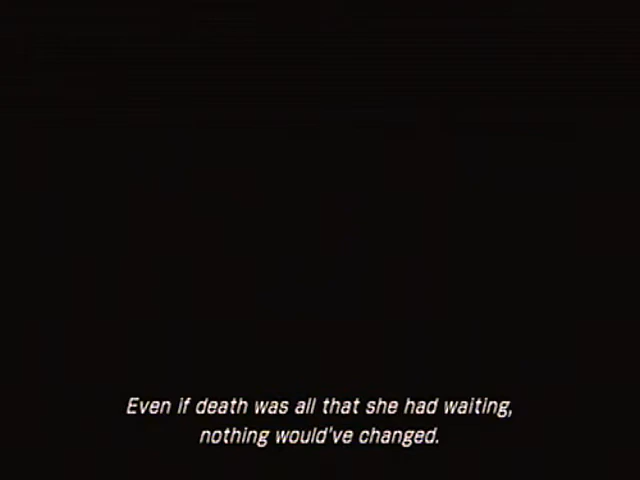 Even if death was all that she had waiting,
nothing would've changed.